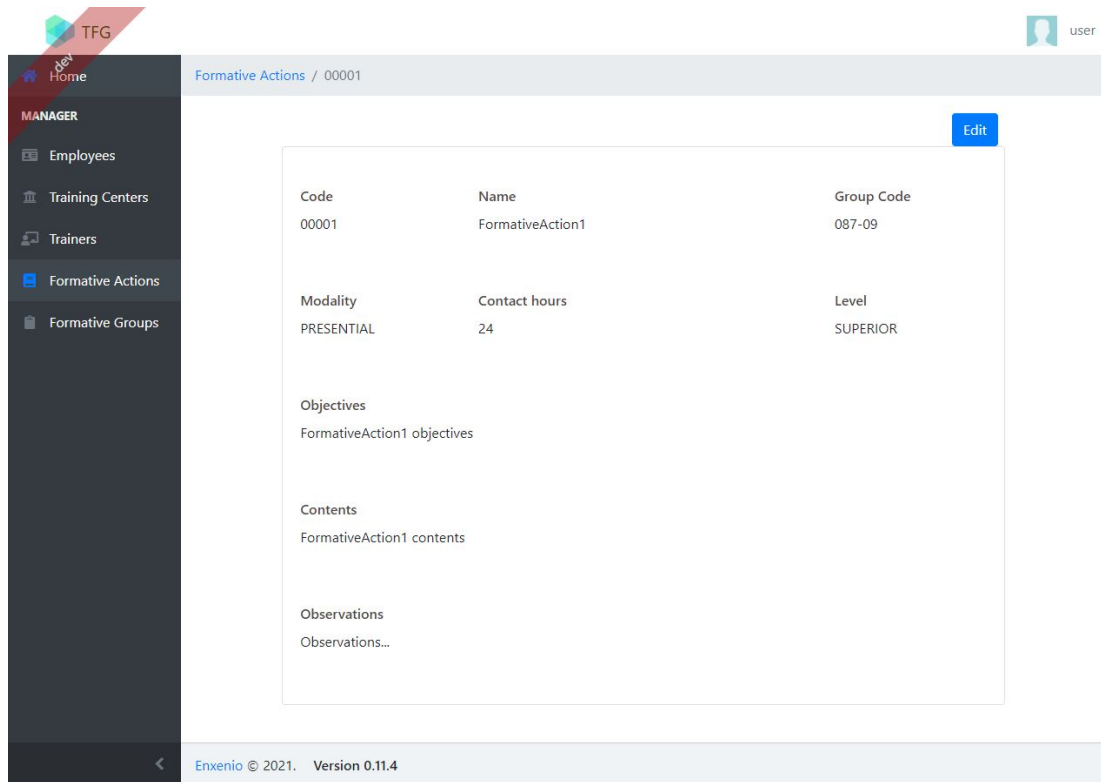 TFG
user
dev
Home
Formative Actions / 00001
MANAGER
Edit
Employees
Training Centers
Trainers
Formative Actions
Formative Groups
Code Name Group Code
00001 FormativeAction1 087-09
Modality Contact hours Level
PRESENTIAL 24 SUPERIOR
Objectives
FormativeAction1 objectives
Contents
FormativeAction1 contents
Observations
Observations...
Enxenio © 2021. Version 0.11.4